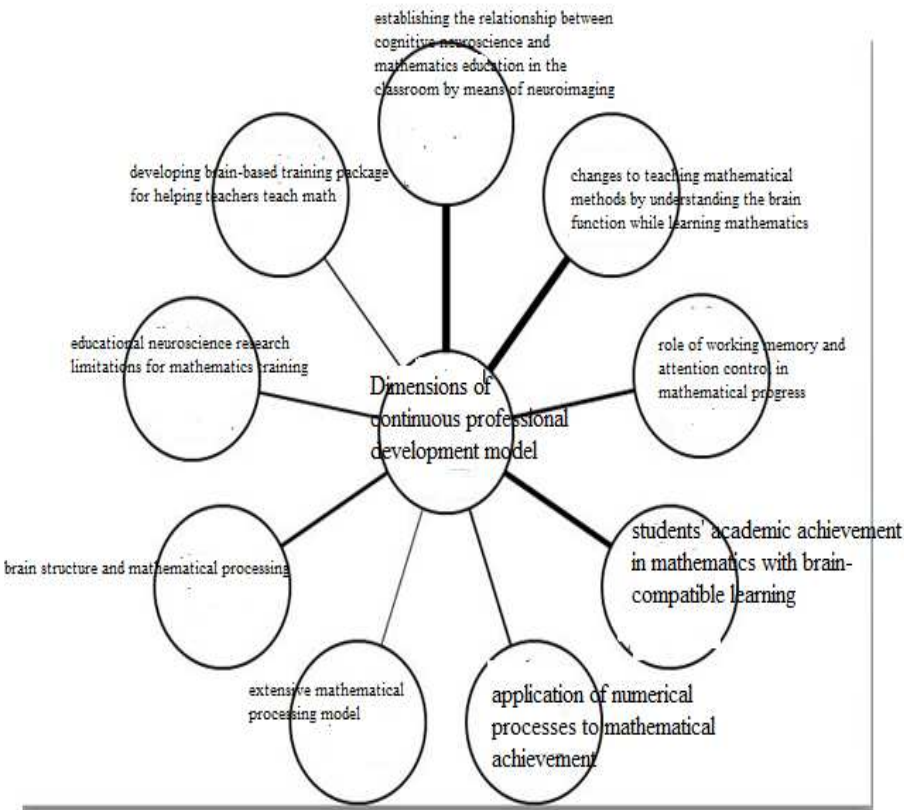 establishing the relationship between
cognitive neuroscience and
mathematics education in the
classroom by means of neuroimaging
developing brain-based training package
for helping teachers teach math
changes to teaching mathematical
methods by understanding the brain
function while learning mathematics
educational neuroscience research
limitations for mathematics training
role of working memory and
attention control in
mathematical progress
Dimensions of
continuous professional
development model
brain structure and mathematical processing
students' academic achievement
in mathematics with brain-
compatible learning
extensive mathematical
processing model
application of numerical
processes to mathematical
achievement